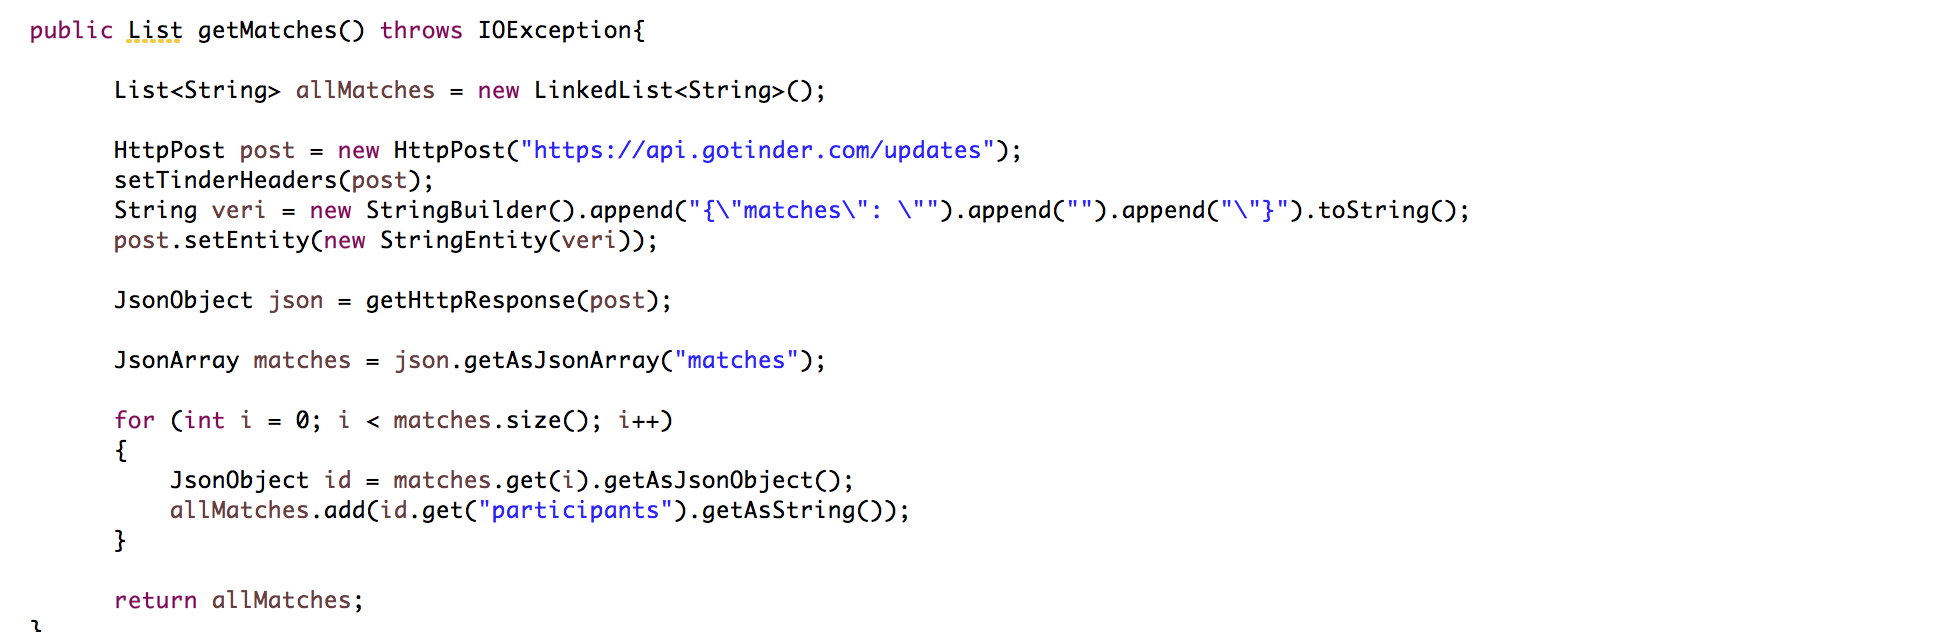 public List getMatches() throws IOException{
List<String> allMatches = new LinkedList<String>();
HttpPost post = new HttpPost("https://api.gotinder.com/updates");
setTinderHeaders(post);
String veri = new StringBuilder().append("{\"matches\": \"").append("").append("\"}").toString();
post.setEntity(new StringEntity(veri));
JsonObject json = getHttpResponse(post);
JsonArray matches = json.getAsJsonArray("matches");
for (int i = 0; i < matches.size(); i++)
{
JsonObject id = matches.get(i).getAsJsonObject();
allMatches.add(id.get("participants").getAsString());
}
return allMatches;
}